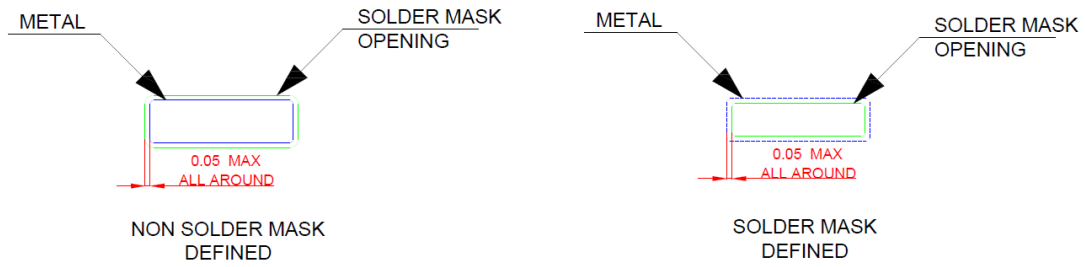 METAL
SOLDER MASK
OPENING
0.05 MAX
ALL AROUND
NON SOLDER MASK
DEFINED
METAL
SOLDER MASK
OPENING
0.05 MAX
ALL AROUND
SOLDER MASK
DEFINED